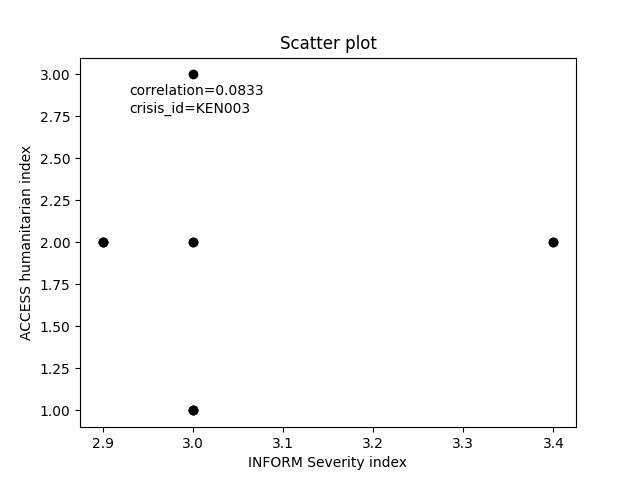 Scatter plot
3.00
correlation=0.0833
crisis_id=KEN003
2.75
2.50
2.25
2.00
1.75
1.50
1.25
1.00
ACCESS humanitarian index
2.9 3.0 3.1 3.2 3.3 3.4
INFORM Severity index